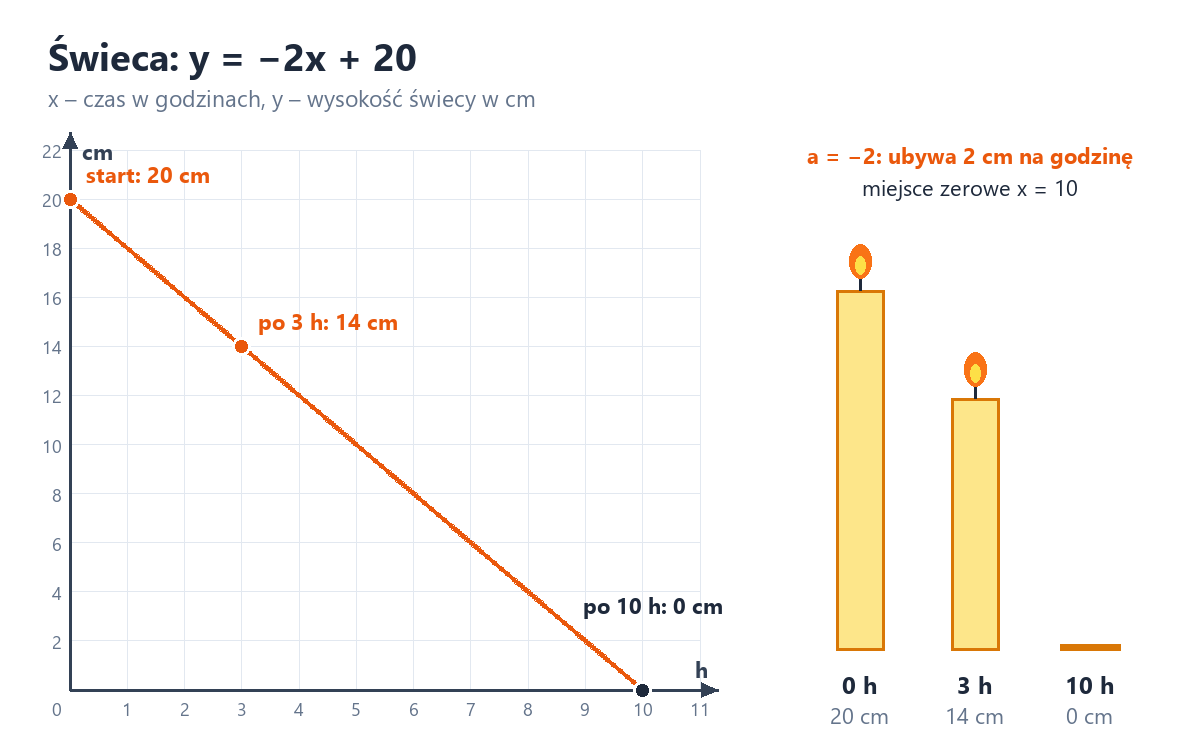 Świeca: y = −2x + 20
x – czas w godzinach, y – wysokość świecy w cm
cm
start: 20 cm
po 3 h: 14 cm
po 10 h: 0 cm
h
22
20
18
16
14
12
10
8
6
4
2
0 1 2 3 4 5 6 7 8 9 10 11
a = −2: ubywa 2 cm na godzinę
miejsce zerowe x = 10
0 h 3 h 10 h
20 cm 14 cm 0 cm